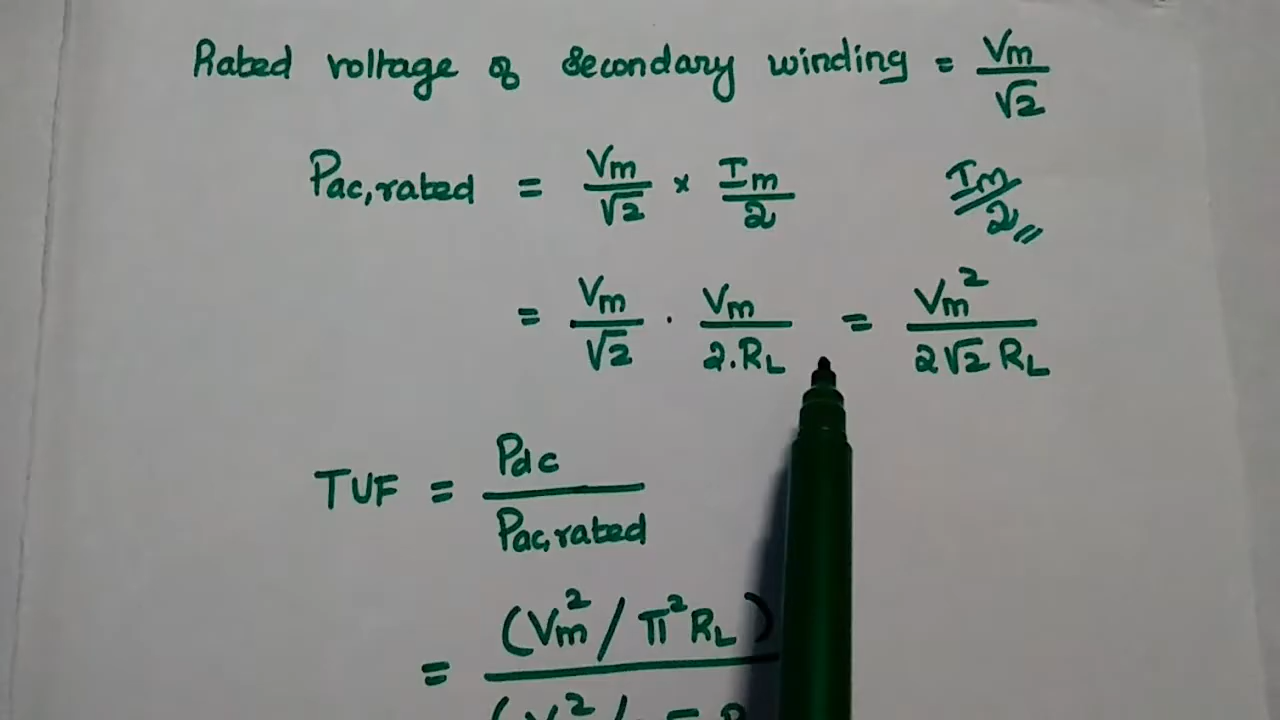 Rated voltage of secondary winding = Vm/√2
Pac,rated = Vm/√2 × Im/2 Im/2
= Vm/√2 . Vm/2.RL = Vm²/2√2 RL
TUF = Pdc/Pac,rated
= (Vm²/π²RL)